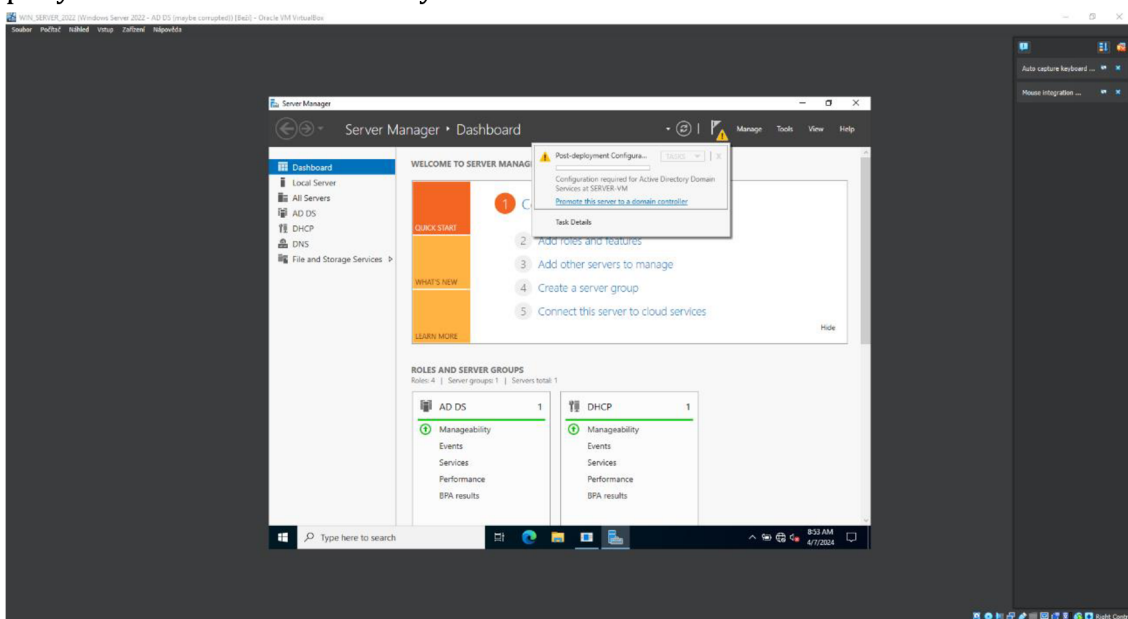 WIN_SERVER_2022 (Windows Server 2022 - AD DS (maybe corrupted)) [Běží] - Oracle VM VirtualBox
Soubor Počítač Náhled Vstup Zařízení Nápověda
Auto capture keyboard ...
Mouse integration ...
Server Manager
Server Manager • Dashboard
Manage Tools View Help
Dashboard
Local Server
All Servers
AD DS
DHCP
DNS
File and Storage Services
WELCOME TO SERVER MANAG
Post-deployment Configura...
TASKS
Configuration required for Active Directory Domain
Services at SERVER-VM
Promote this server to a domain controller
Task Details
QUICK START
WHAT'S NEW
LEARN MORE
1 C
2 Add roles and features
3 Add other servers to manage
4 Create a server group
5 Connect this server to cloud services
Hide
ROLES AND SERVER GROUPS
Roles: 4 | Server groups: 1 | Servers total: 1
AD DS 1
Manageability
Events
Services
Performance
BPA results
DHCP 1
Manageability
Events
Services
Performance
BPA results
Type here to search
8:53 AM
4/7/2024
Right Contr